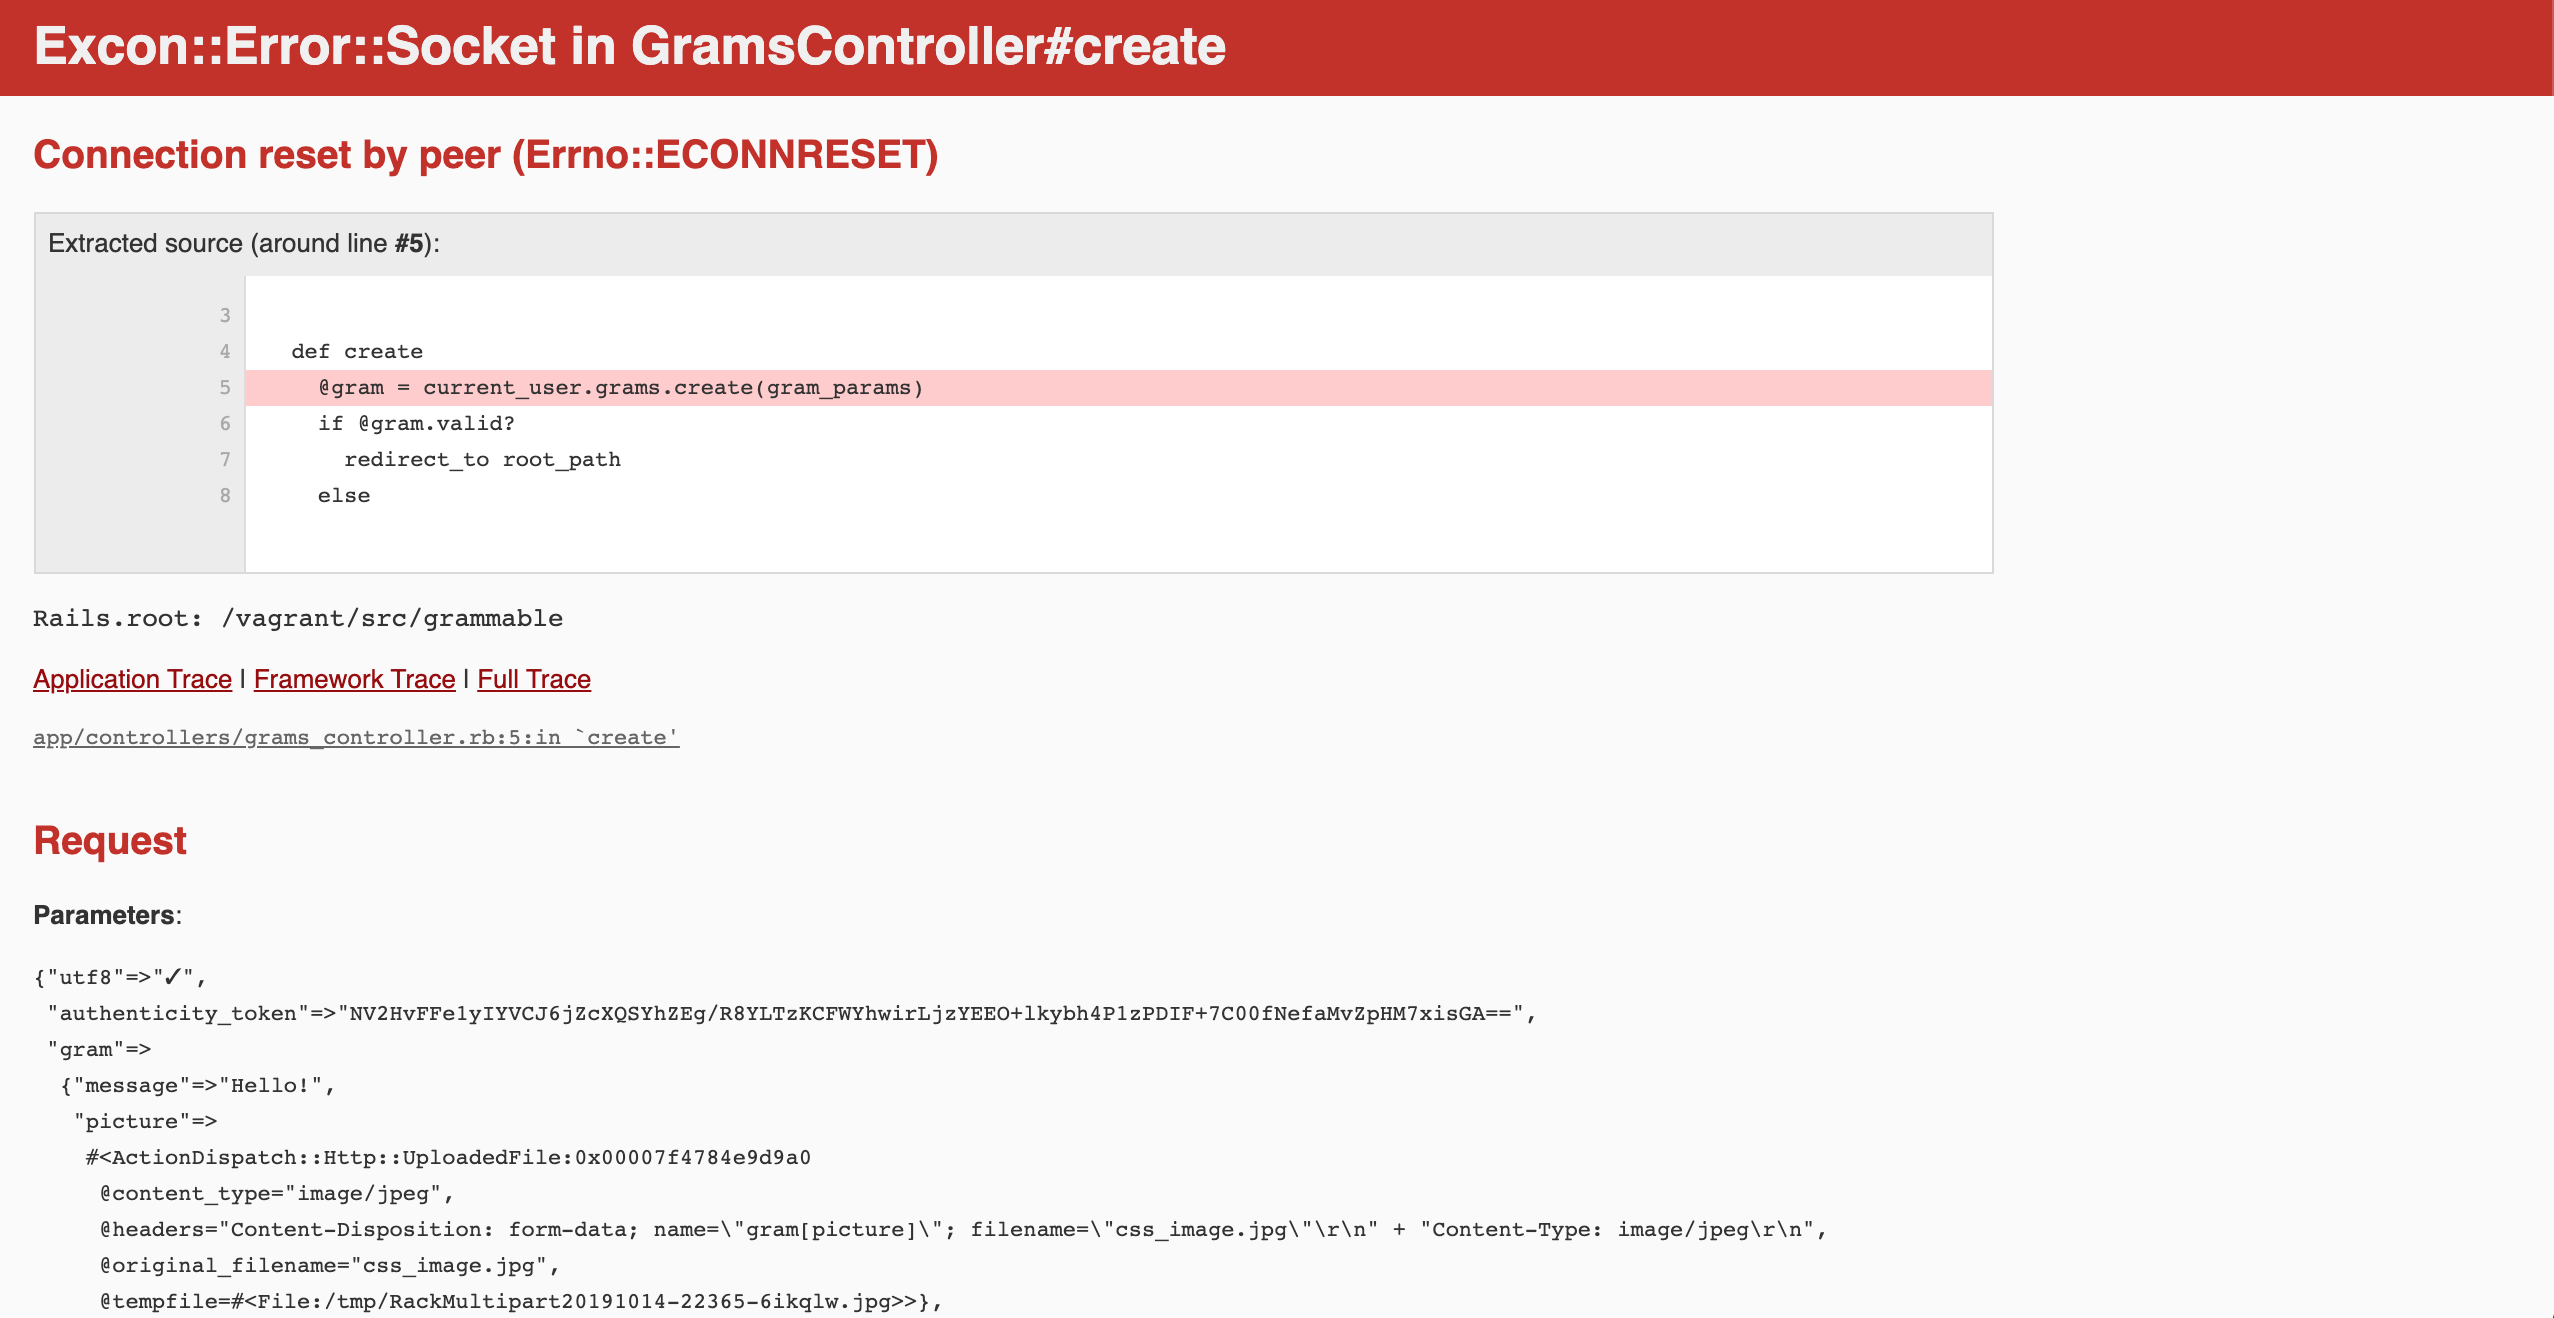 Excon::Error::Socket in GramsController#create
Connection reset by peer (Errno::ECONNRESET)
Extracted source (around line #5):
3
4 def create
5 @gram = current_user.grams.create(gram_params)
6 if @gram.valid?
7 redirect_to root_path
8 else
Rails.root: /vagrant/src/grammable
Application Trace | Framework Trace | Full Trace
app/controllers/grams_controller.rb:5:in `create'
Request
Parameters:
{"utf8"=>"✓",
"authenticity_token"=>"NV2HvFFe1yIYVCJ6jZcXQSYhZEg/R8YLTzKCFWYhwirLjzYEEO+lkybh4P1zPDIF+7C00fNefaMvZpHM7xisGA==",
"gram"=>
{"message"=>"Hello!",
"picture"=>
#<ActionDispatch::Http::UploadedFile:0x00007f4784e9d9a0
@content_type="image/jpeg",
@headers="Content-Disposition: form-data; name=\"gram[picture]\"; filename=\"css_image.jpg\"\r\n" + "Content-Type: image/jpeg\r\n",
@original_filename="css_image.jpg",
@tempfile=#<File:/tmp/RackMultipart20191014-22365-6ikqlw.jpg>>},